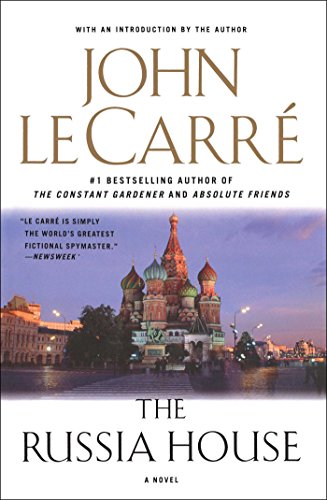 WITH AN INTRODUCTION BY THE AUTHOR
JOHN
LE CARRÉ
#1 BESTSELLING AUTHOR OF
THE CONSTANT GARDENER AND ABSOLUTE FRIENDS
"LE CARRÉ IS SIMPLY
THE WORLD'S GREATEST
FICTIONAL SPYMASTER."
—NEWSWEEK
THE
RUSSIA HOUSE
A NOVEL